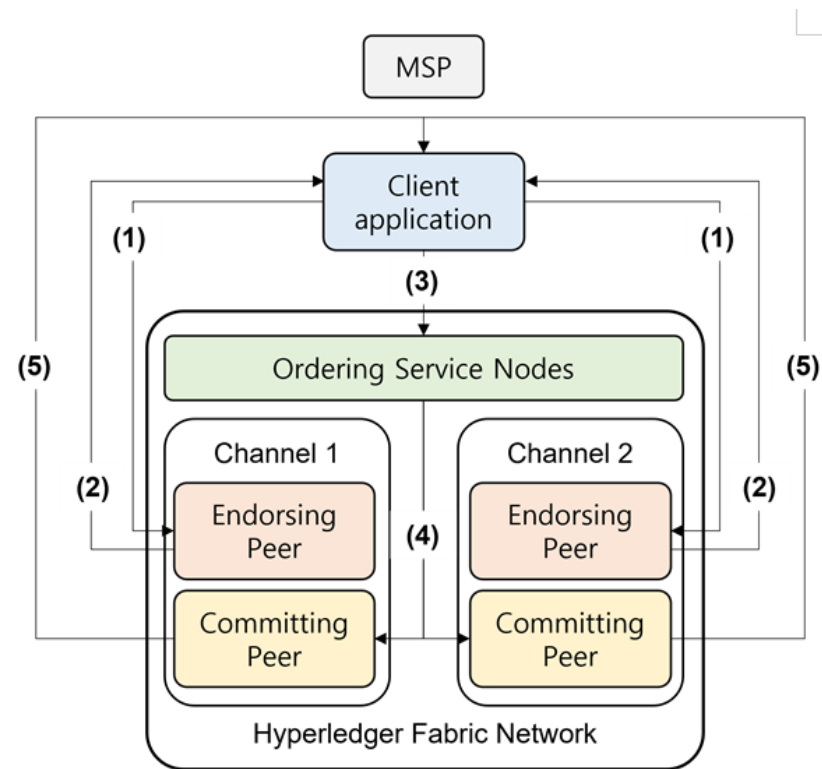 MSP
Client
application
(1)
(1)
(3)
(5)
(5)
Ordering Service Nodes
Channel 1
Channel 2
(2)
(2)
Endorsing
Peer
(4)
Endorsing
Peer
Committing
Peer
Committing
Peer
Hyperledger Fabric Network